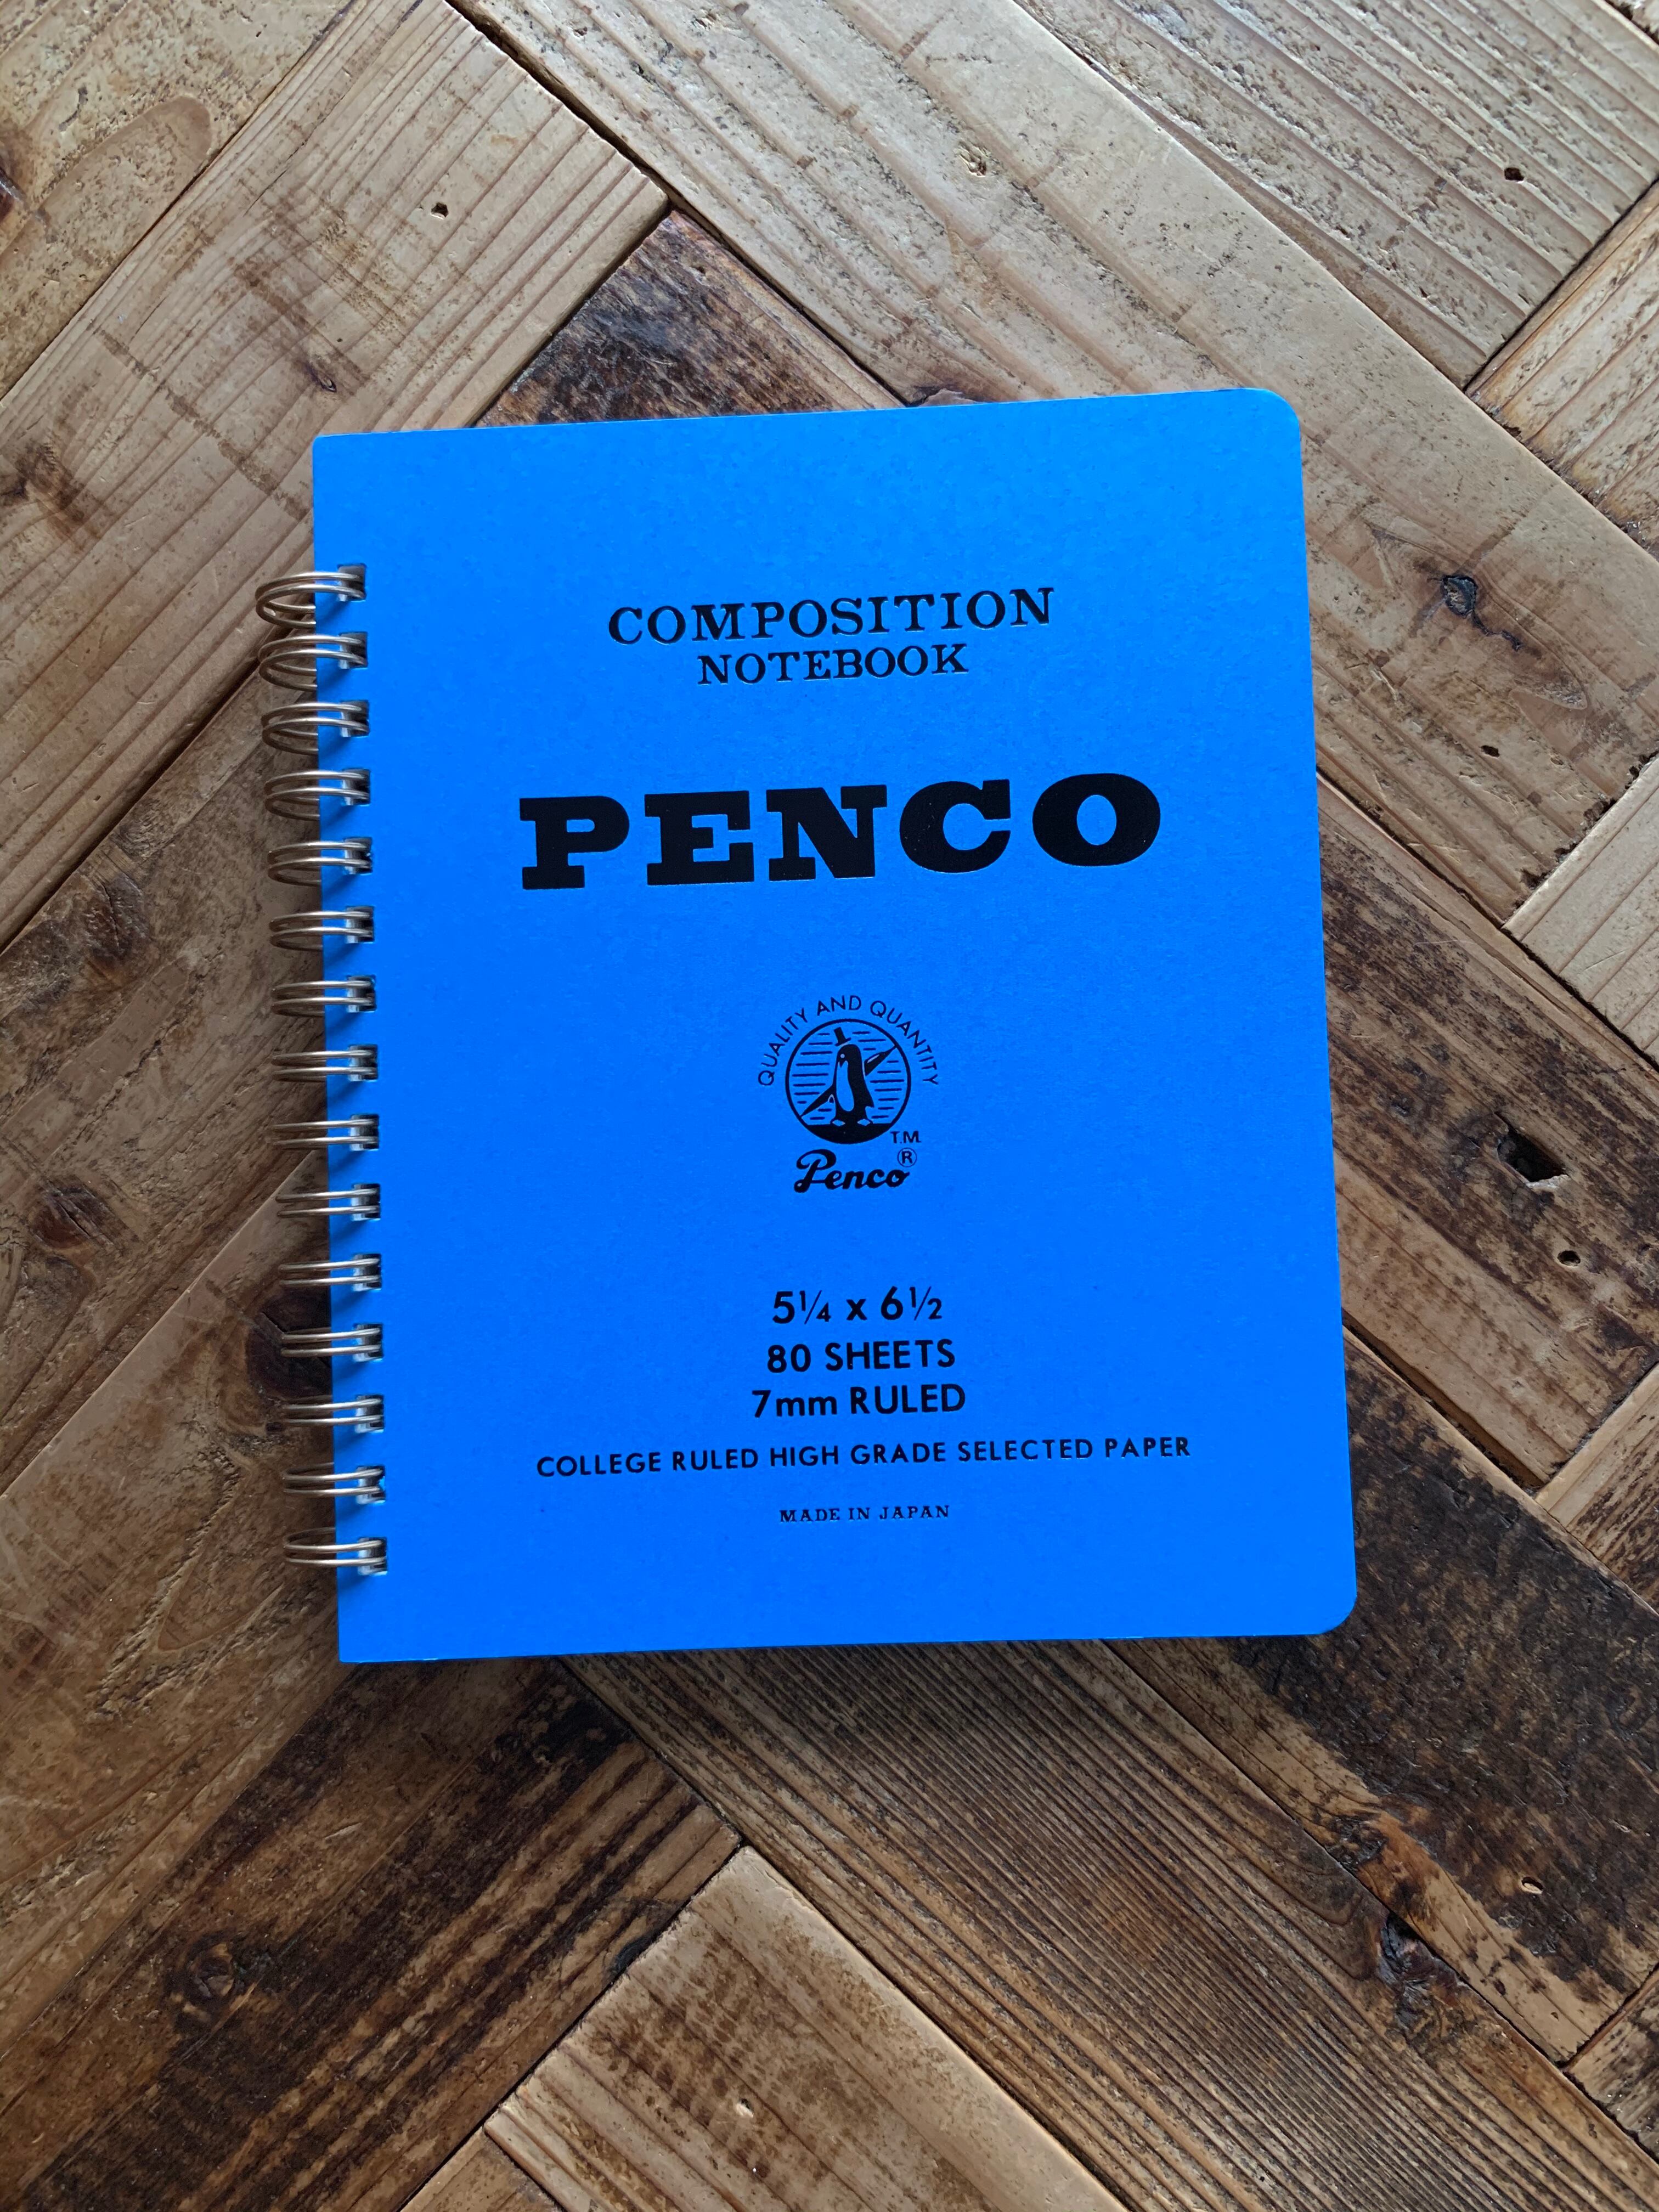 COMPOSITION
NOTEBOOK
PENCO
QUALITY AND QUANTITY
T.M.
Penco®
5¼ x 6½
80 SHEETS
7mm RULED
COLLEGE RULED HIGH GRADE SELECTED PAPER
MADE IN JAPAN